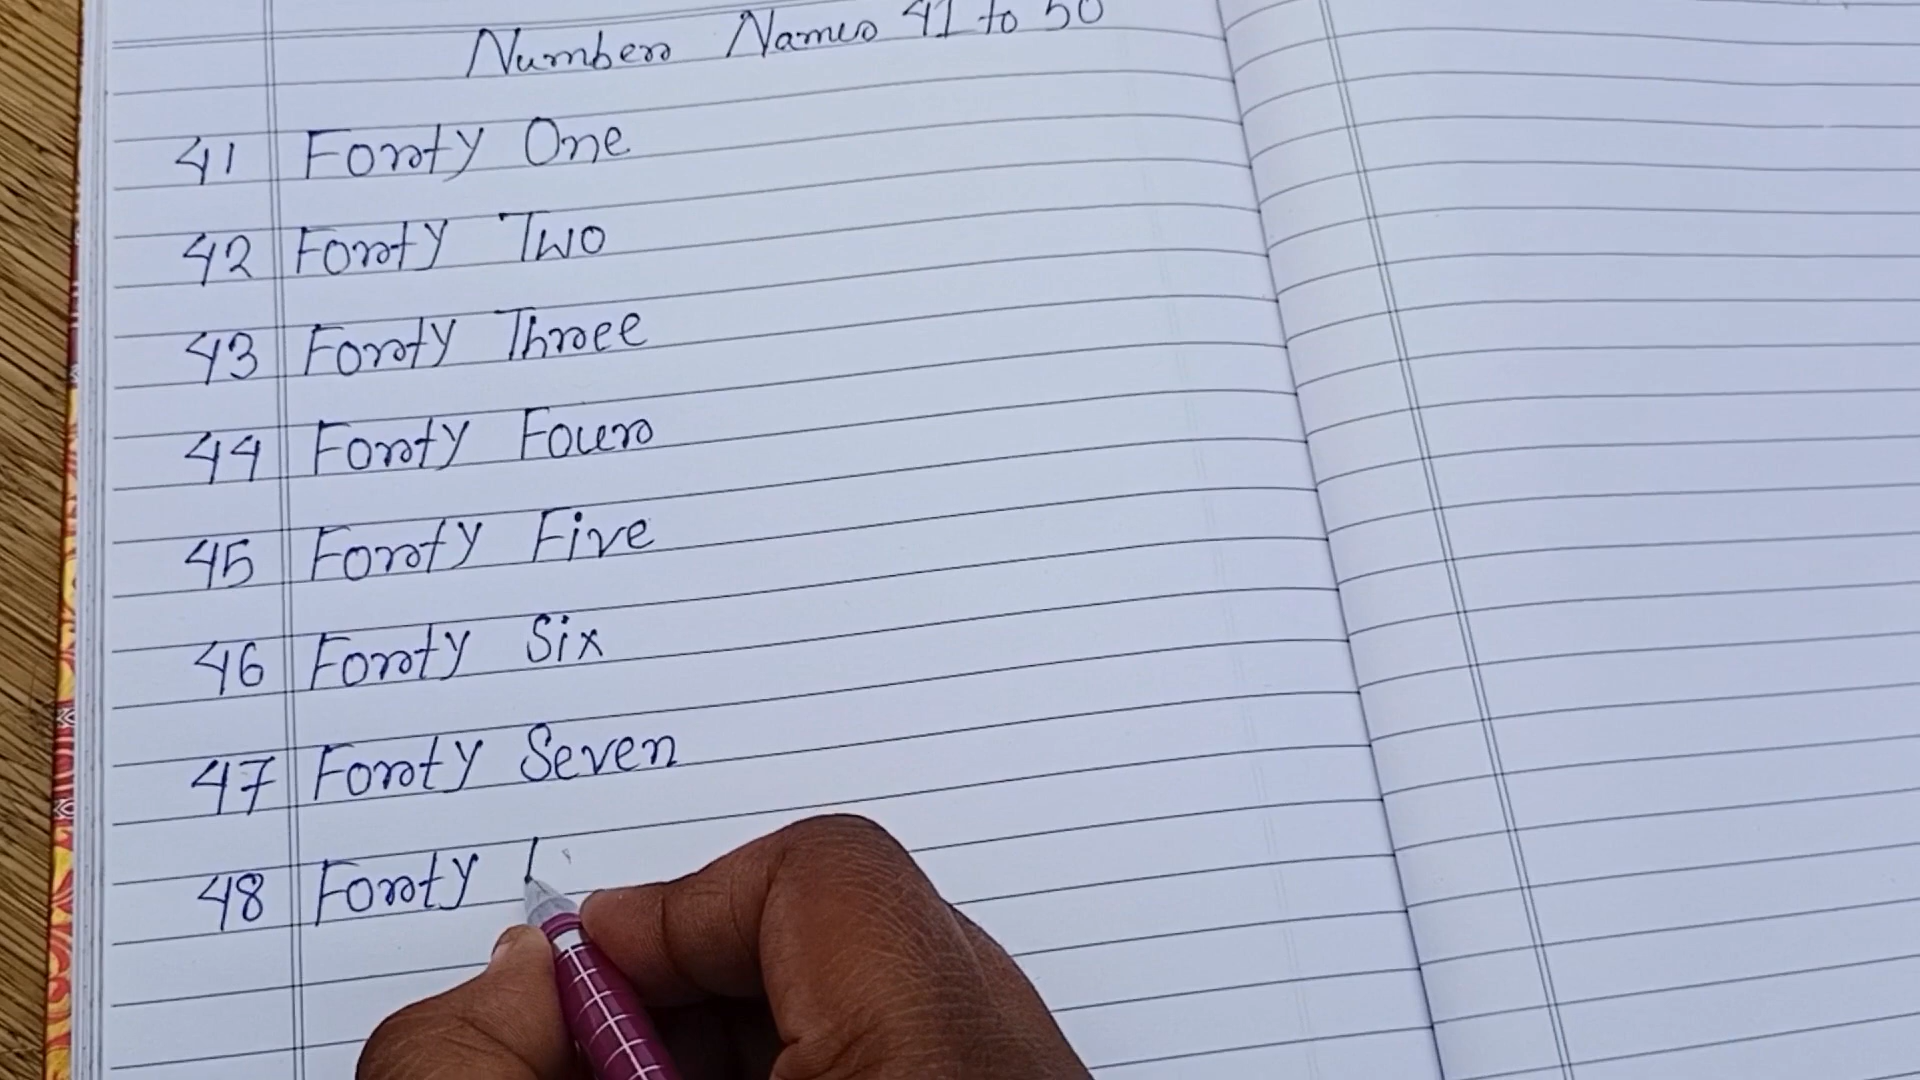 Number Names 41 to 50
41 Forty One
42 Forty Two
43 Forty Three
44 Forty Four
45 Forty Five
46 Forty Six
47 Forty Seven
48 Forty